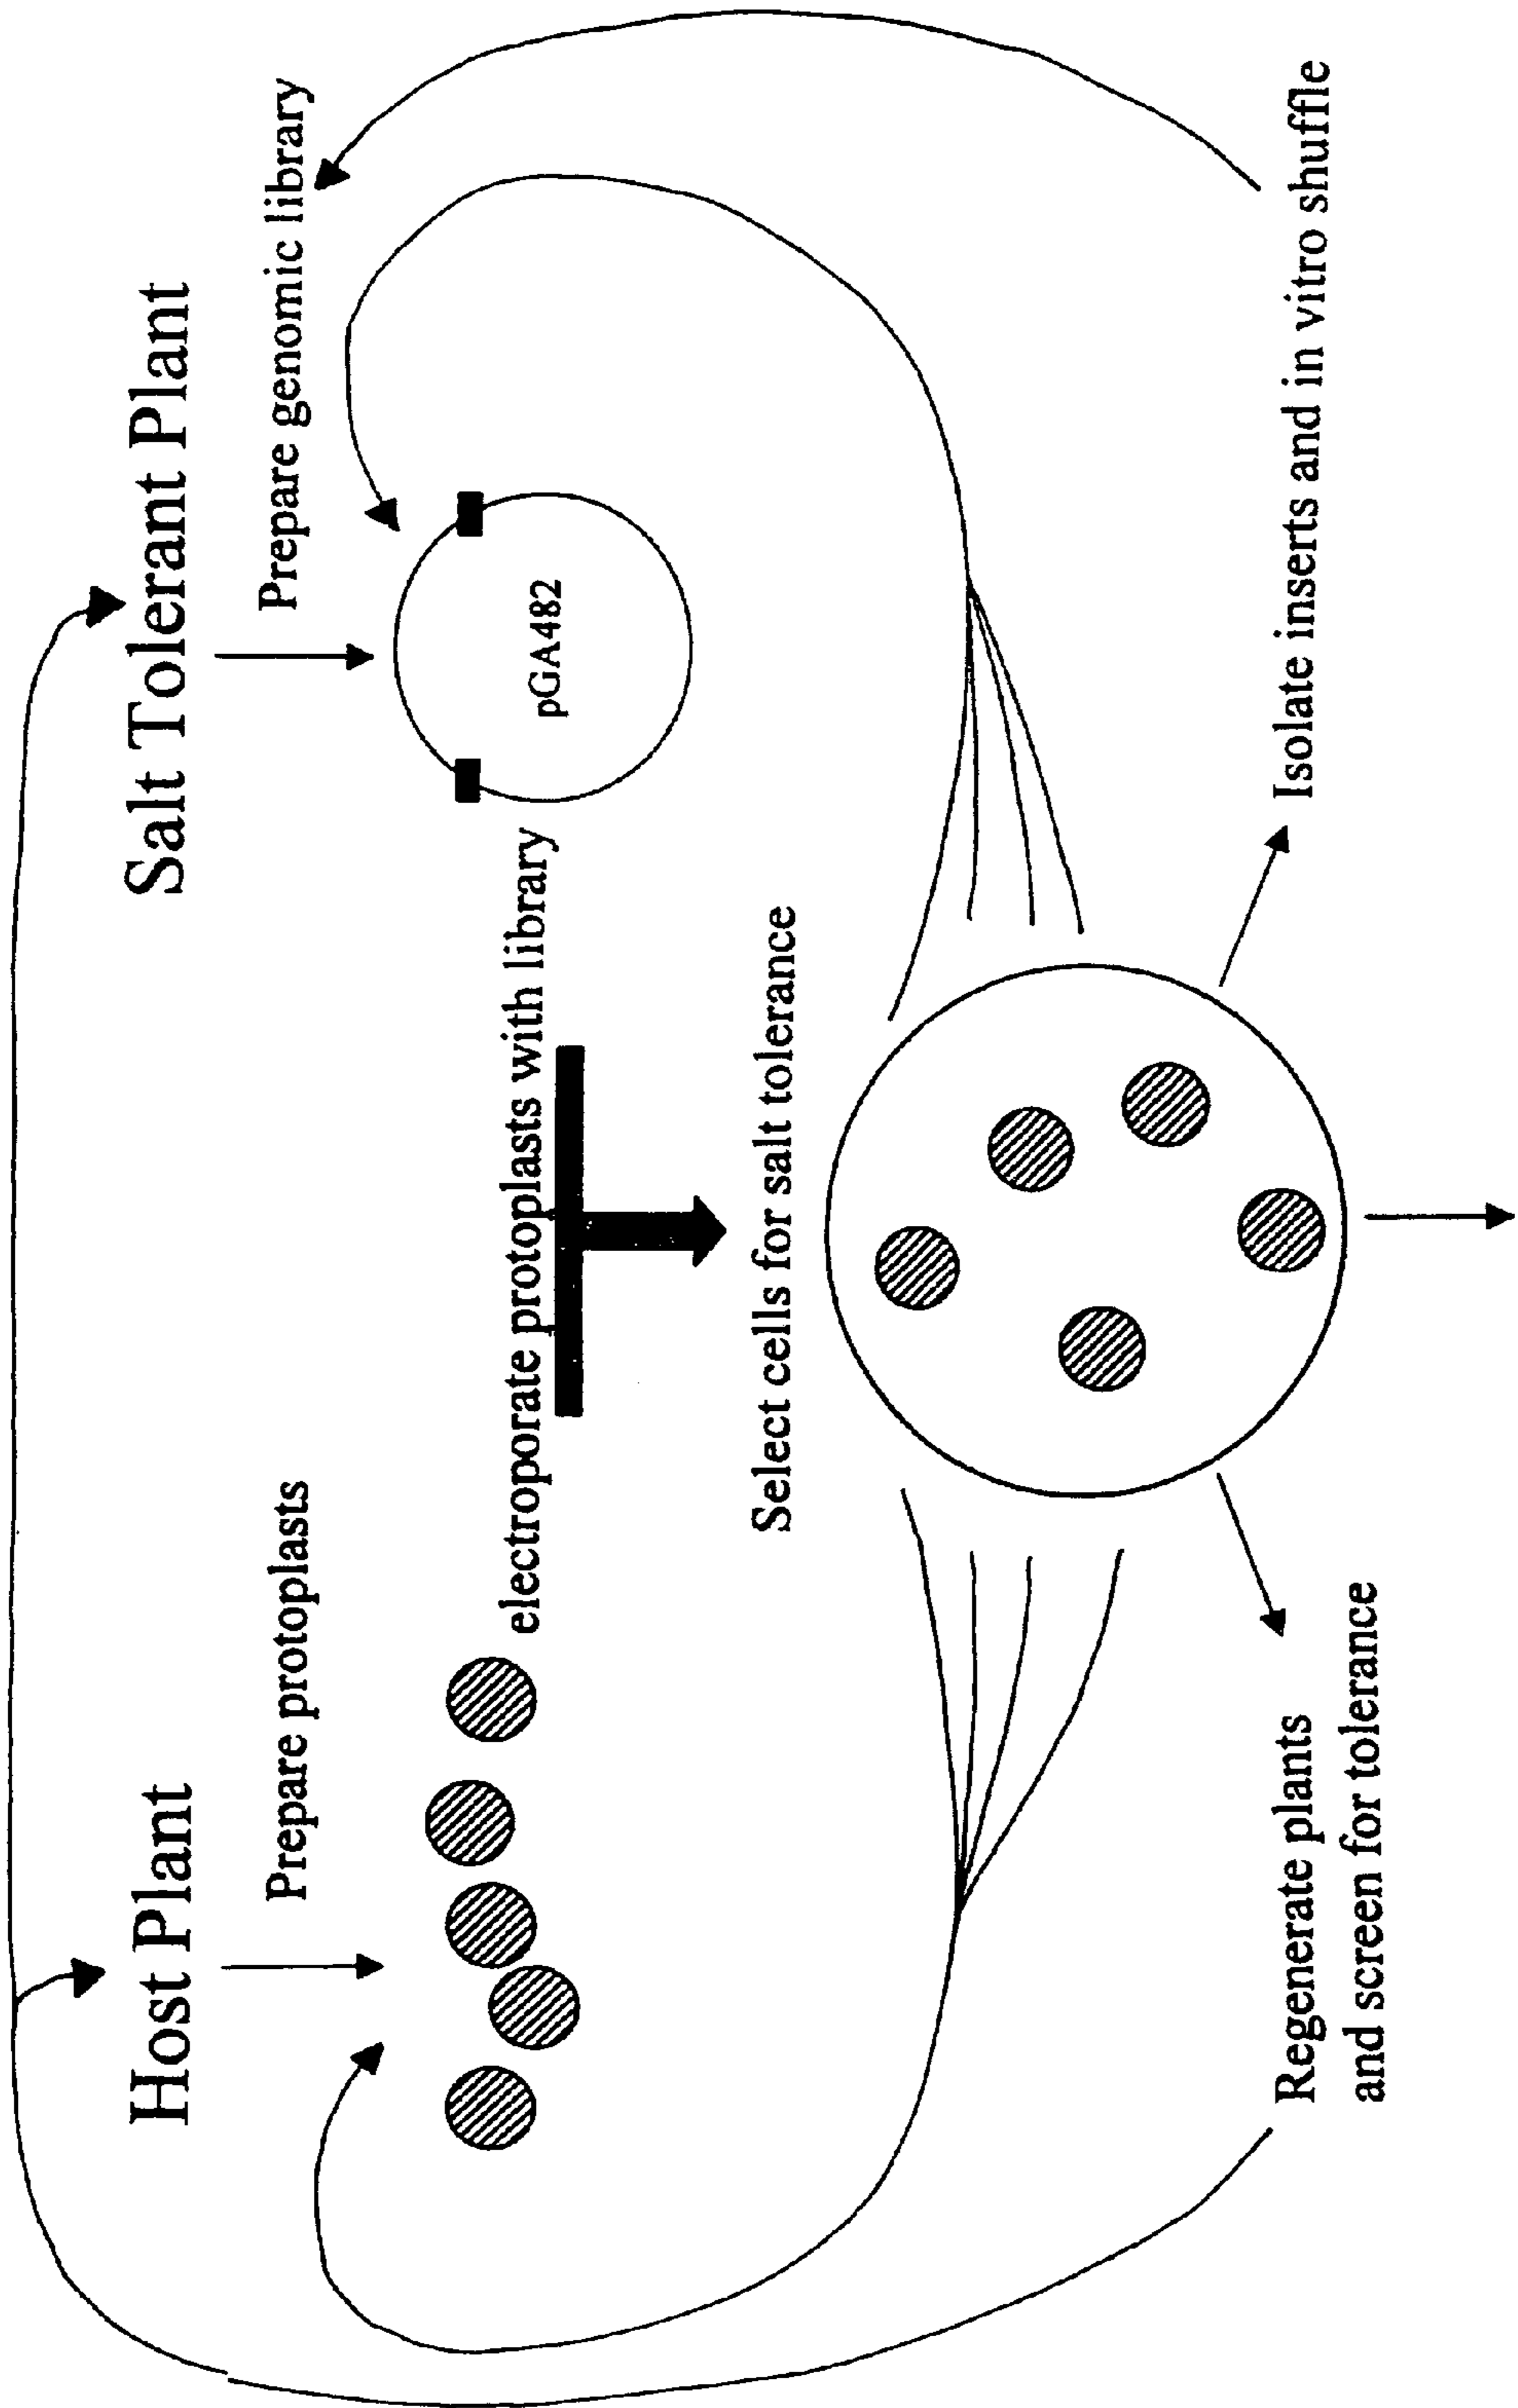 Host Plant
Salt Tolerant Plant
Prepare protoplasts
Prepare genomic library
electroporate protoplasts with library
pGA482
Select cells for salt tolerance
Regenerate plants
and screen for tolerance
Isolate inserts and in vitro shuffle